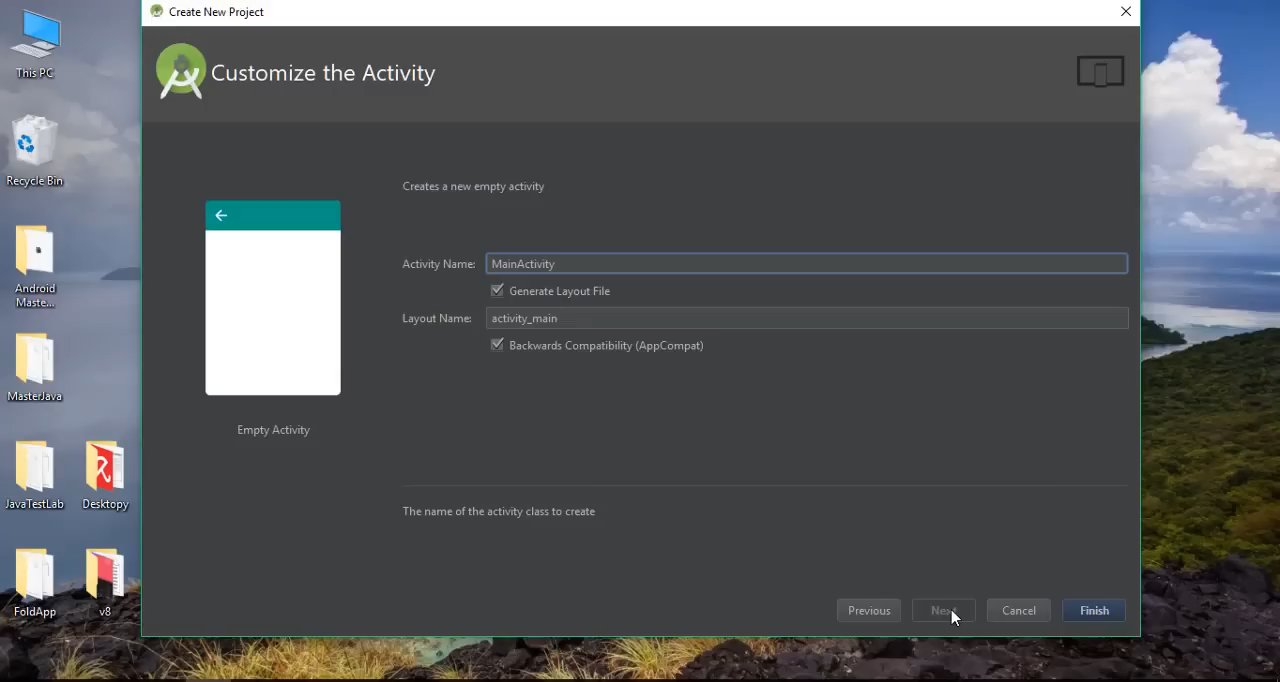 Create New Project
Customize the Activity
This PC
Recycle Bin
Android
Maste...
MasterJava
JavaTestLab
Desktopy
FoldApp
v8
Creates a new empty activity
Activity Name:
MainActivity
Generate Layout File
Layout Name:
activity_main
Backwards Compatibility (AppCompat)
Empty Activity
The name of the activity class to create
Previous
Next
Cancel
Finish